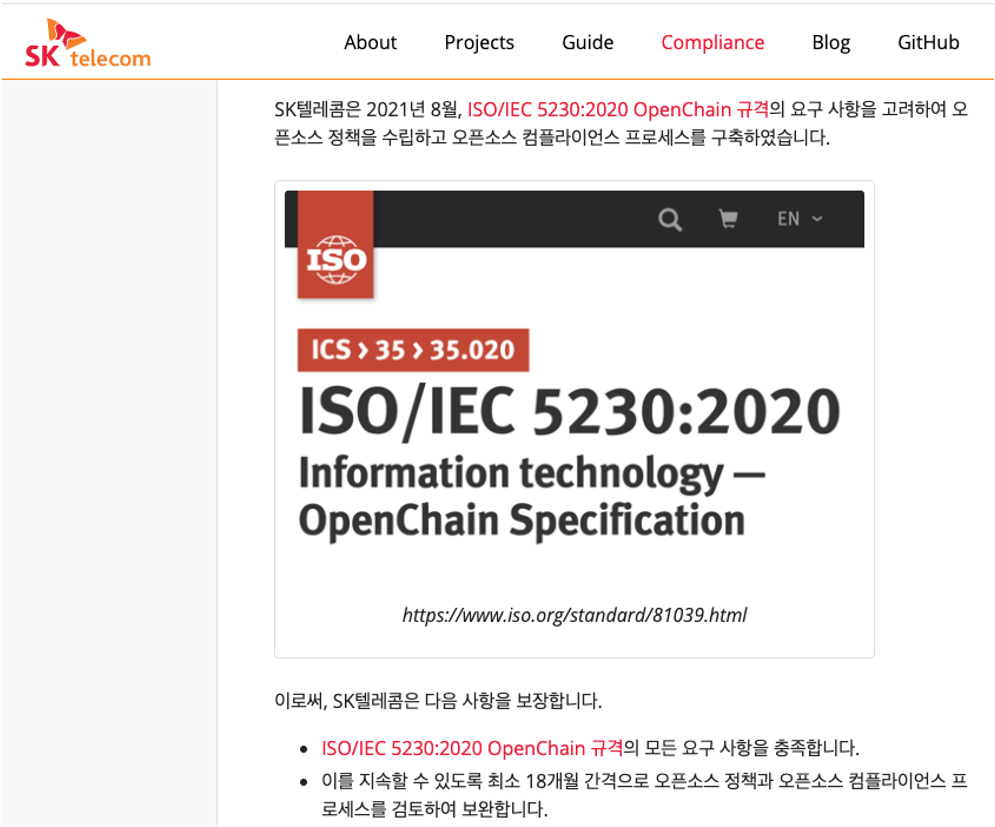 SK telecom
About Projects Guide Compliance Blog GitHub
SK텔레콤은 2021년 8월, ISO/IEC 5230:2020 OpenChain 규격의 요구 사항을 고려하여 오
픈소스 정책을 수립하고 오픈소스 컴플라이언스 프로세스를 구축하였습니다.
EN
ISO
ICS › 35 › 35.020
ISO/IEC 5230:2020
Information technology —
OpenChain Specification
https://www.iso.org/standard/81039.html
이로써, SK텔레콤은 다음 사항을 보장합니다.
• ISO/IEC 5230:2020 OpenChain 규격의 모든 요구 사항을 충족합니다.
• 이를 지속할 수 있도록 최소 18개월 간격으로 오픈소스 정책과 오픈소스 컴플라이언스 프
로세스를 검토하여 보완합니다.